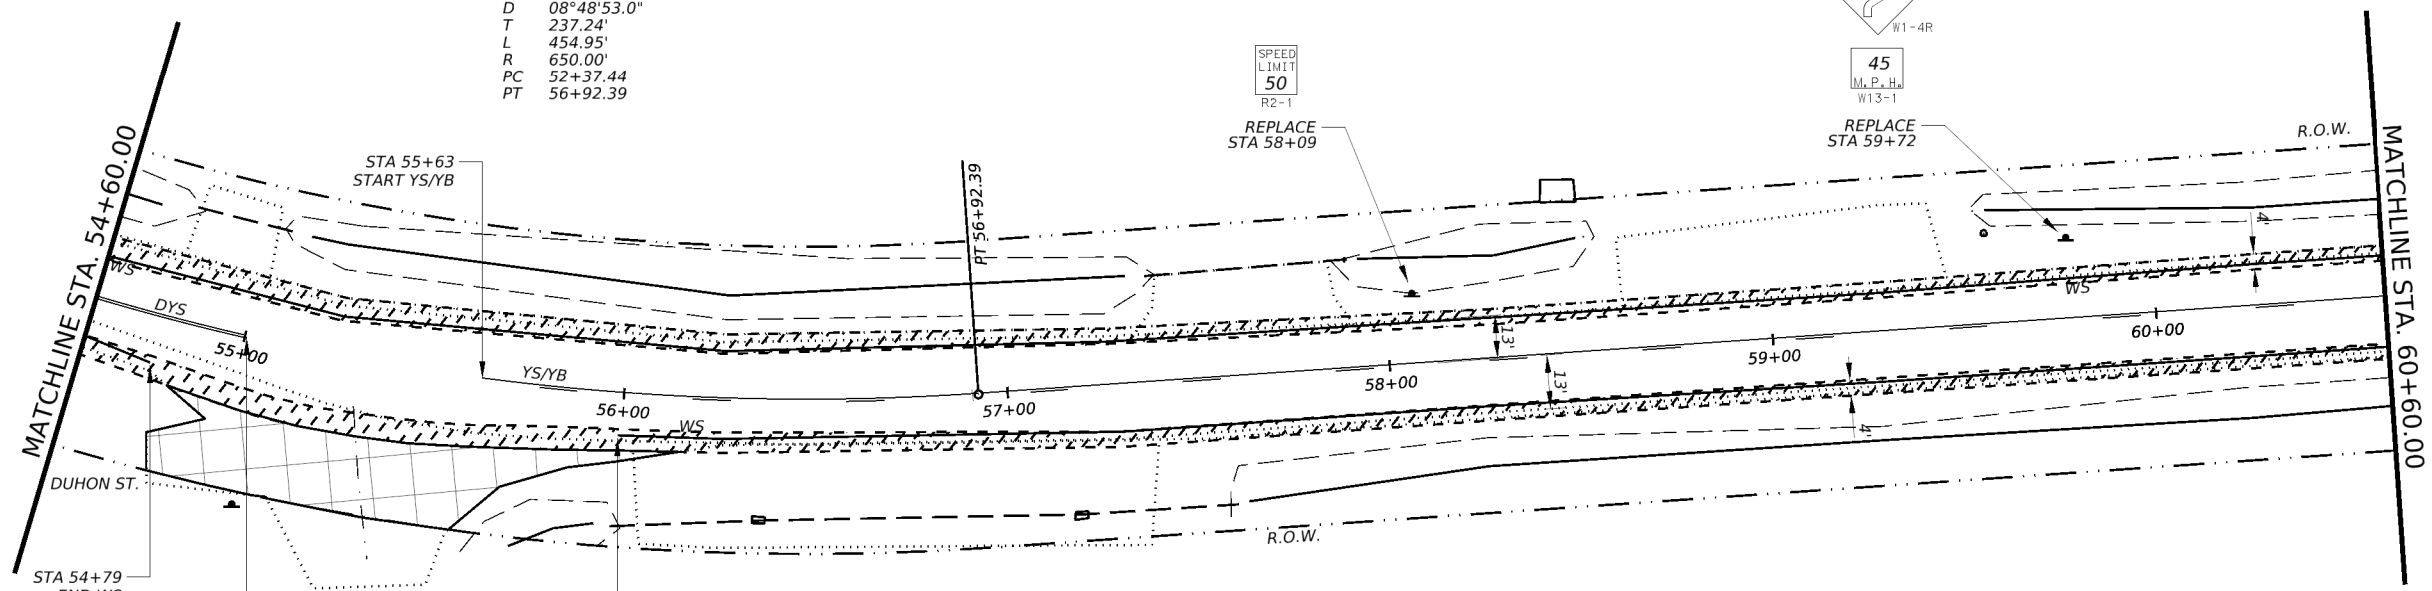 D 08°48'53.0"
T 237.24'
L 454.95'
R 650.00'
PC 52+37.44
PT 56+92.39
W1-4R
SPEED
LIMIT
50
R2-1
45
M.P.H.
W13-1
REPLACE
STA 58+09
REPLACE
STA 59+72
R.O.W.
MATCHLINE STA. 54+60.00
STA 55+63
START YS/YB
PT 56+92.39
MATCHLINE STA. 60+60.00
4'
WS
WS
DYS
55+00
YS/YB
56+00
57+00
58+00
59+00
60+00
13'
13'
WS
4'
DUHON ST.
R.O.W.
STA 54+79